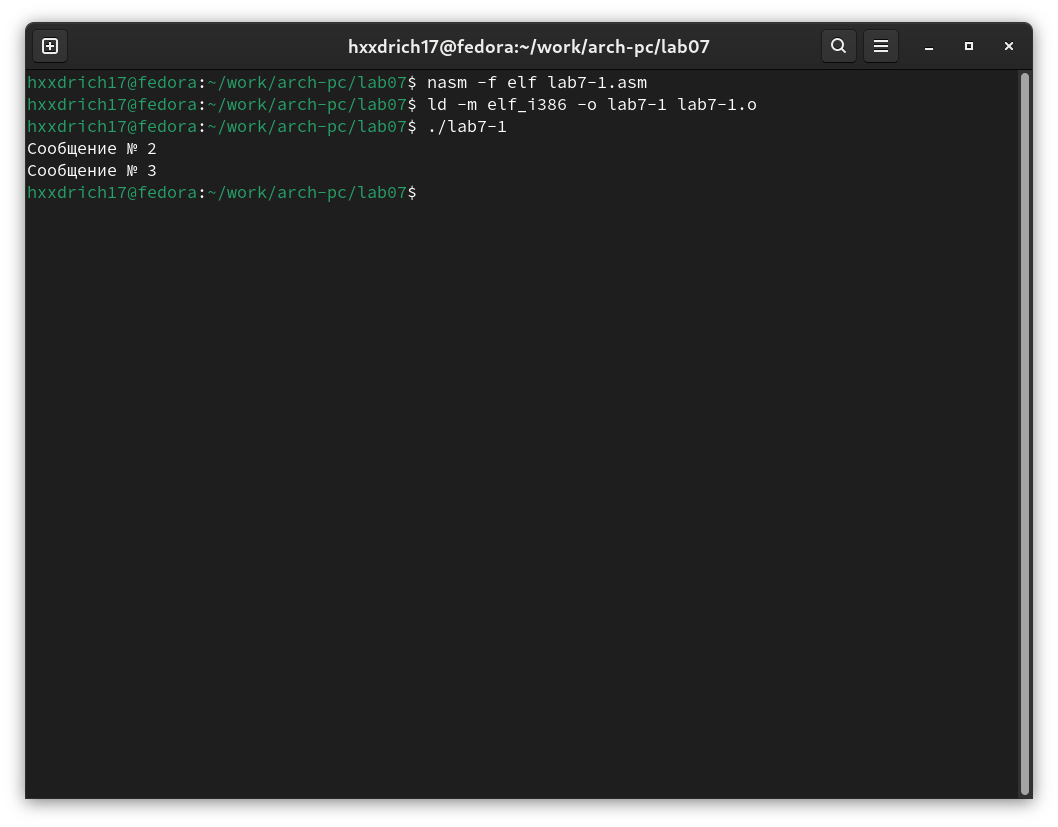 hxxdrich17@fedora:~/work/arch-pc/lab07
hxxdrich17@fedora:~/work/arch-pc/lab07$ nasm -f elf lab7-1.asm
hxxdrich17@fedora:~/work/arch-pc/lab07$ ld -m elf_i386 -o lab7-1 lab7-1.o
hxxdrich17@fedora:~/work/arch-pc/lab07$ ./lab7-1
Сообщение № 2
Сообщение № 3
hxxdrich17@fedora:~/work/arch-pc/lab07$